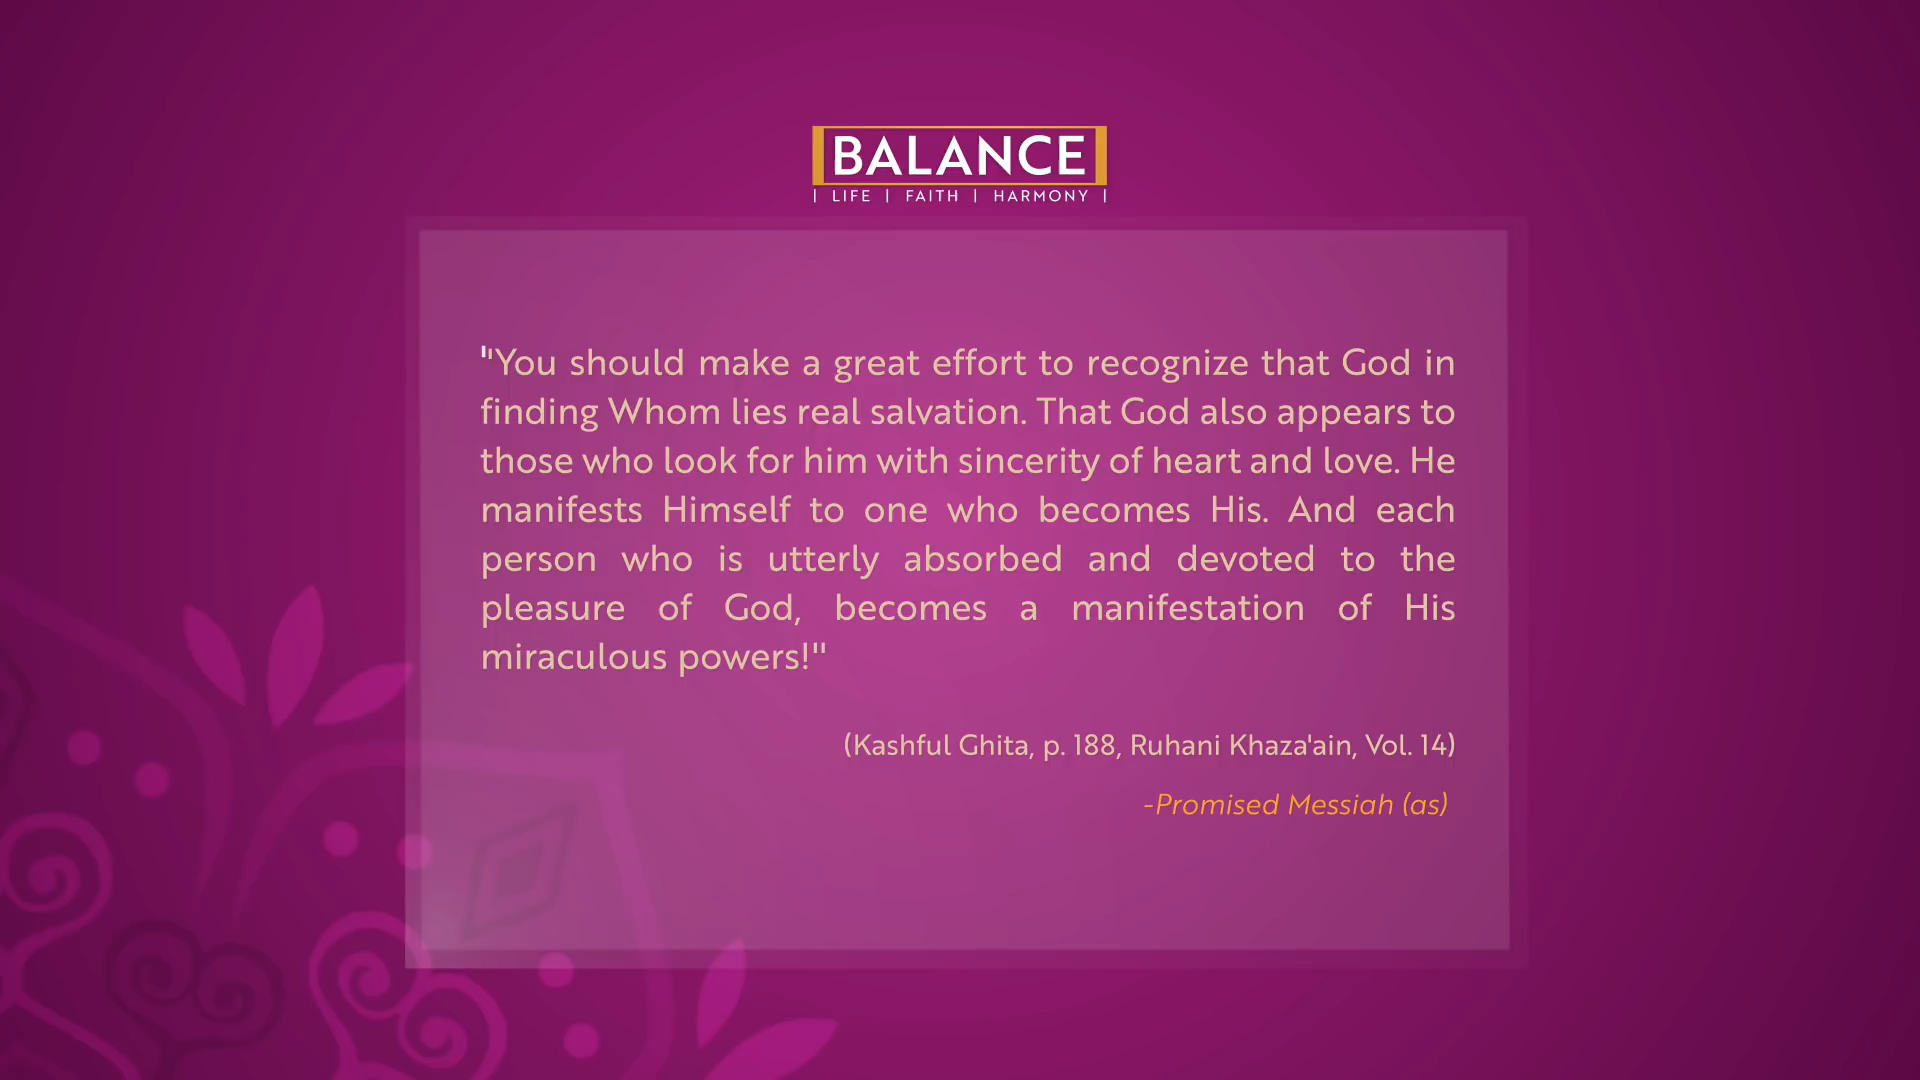 BALANCE
| LIFE | FAITH | HARMONY |
'"You should make a great effort to recognize that God in
finding Whom lies real salvation. That God also appears to
those who look for him with sincerity of heart and love. He
manifests Himself to one who becomes His. And each
person who is utterly absorbed and devoted to the
pleasure of God, becomes a manifestation of His
miraculous powers!"
(Kashful Ghita, p. 188, Ruhani Khaza'ain, Vol. 14)
-Promised Messiah (as)